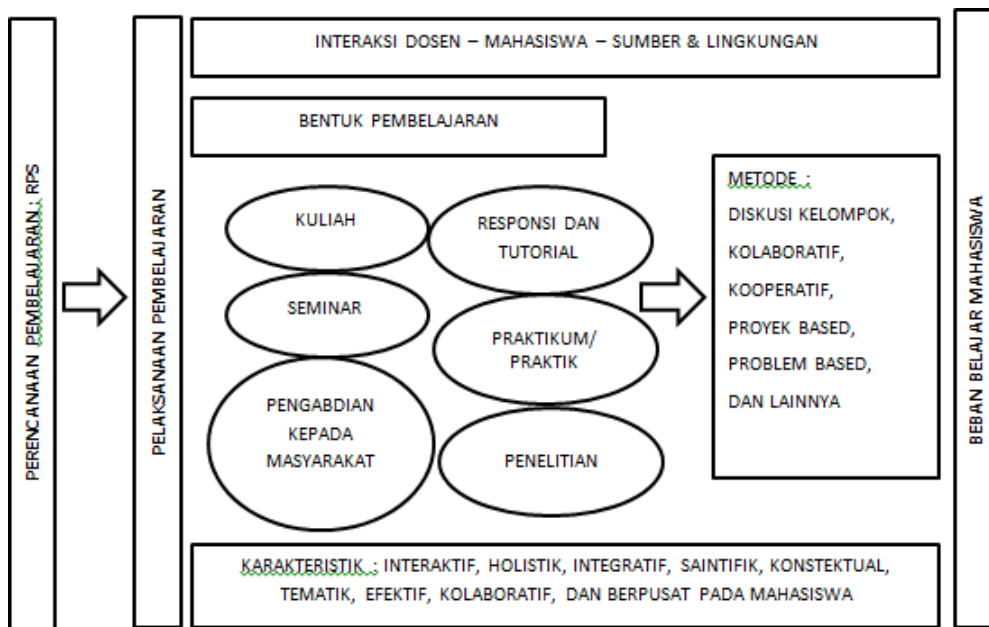 PERENCANAAN PEMBELAJARAN : RPS
PELAKSANAAN PEMBELAJARAN
INTERAKSI DOSEN – MAHASISWA – SUMBER & LINGKUNGAN
BENTUK PEMBELAJARAN
KULIAH
RESPONSI DAN
TUTORIAL
SEMINAR
PRAKTIKUM/
PRAKTIK
PENGABDIAN
KEPADA
MASYARAKAT
PENELITIAN
METODE :
DISKUSI KELOMPOK,
KOLABORATIF,
KOOPERATIF,
PROYEK BASED,
PROBLEM BASED,
DAN LAINNYA
KARAKTERISTIK : INTERAKTIF, HOLISTIK, INTEGRATIF, SAINTIFIK, KONSTEKTUAL,
TEMATIK, EFEKTIF, KOLABORATIF, DAN BERPUSAT PADA MAHASISWA
BEBAN BELAJAR MAHASISWA